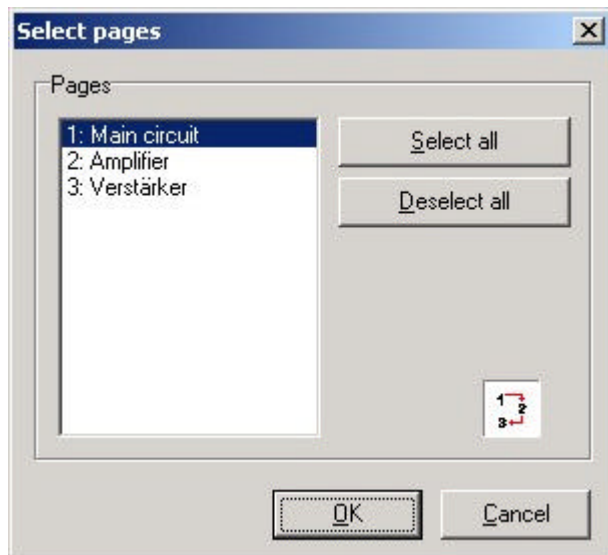 Select pages
Pages
1: Main circuit
2: Amplifier
3: Verstärker
Select all
Deselect all
1
2
3
OK
Cancel